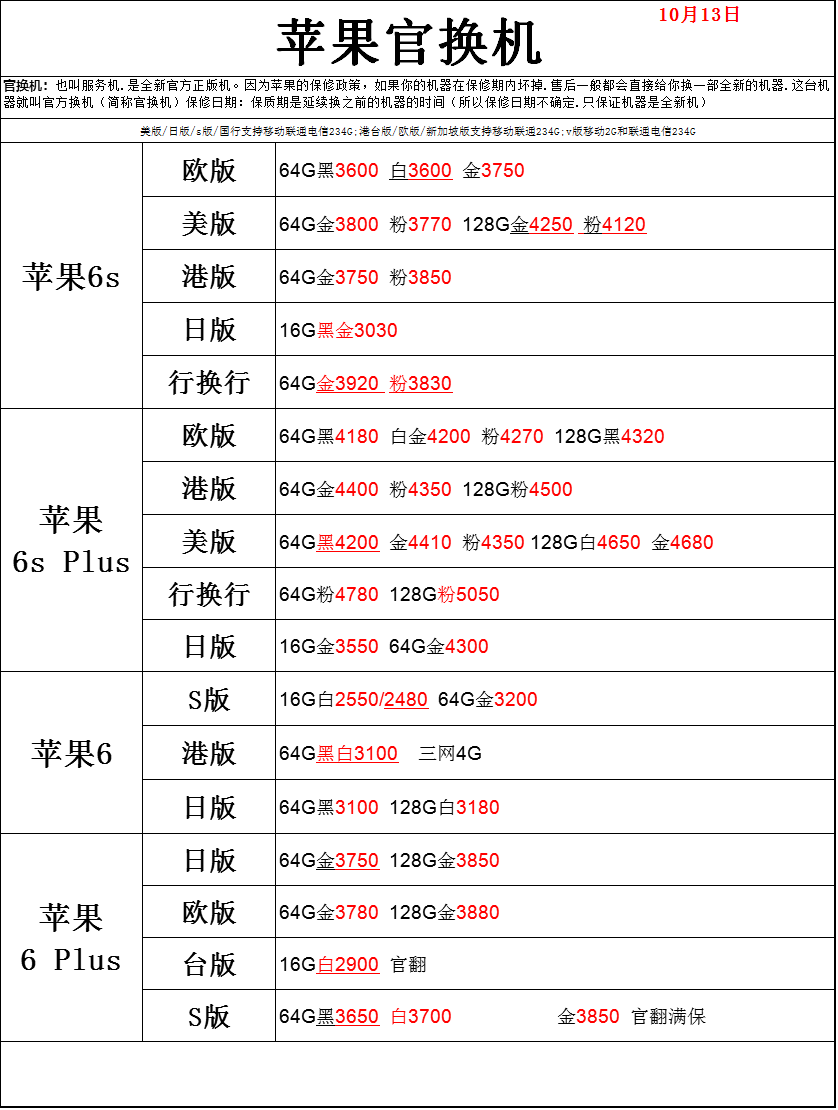 10月13日
苹果官换机
官换机：也叫服务机.是全新官方正版机。因为苹果的保修政策，如果你的机器在保修期内坏掉.售后一般都会直接给你换一部全新的机器.这台机
器就叫官方换机（简称官换机）保修日期：保质期是延续换之前的机器的时间（所以保修日期不确定.只保证机器是全新机）
美版/日版/s版/国行支持移动联通电信234G;港台版/欧版/新加坡版支持移动联通234G;v版移动2G和联通电信234G
苹果6s
欧版 64G黑3600 白3600 金3750
美版 64G金3800 粉3770 128G金4250 粉4120
港版 64G金3750 粉3850
日版 16G黑金3030
行换行 64G金3920 粉3830
苹果
6s Plus
欧版 64G黑4180 白金4200 粉4270 128G黑4320
港版 64G金4400 粉4350 128G粉4500
美版 64G黑4200 金4410 粉4350 128G白4650 金4680
行换行 64G粉4780 128G粉5050
日版 16G金3550 64G金4300
苹果6
S版 16G白2550/2480 64G金3200
港版 64G黑白3100 三网4G
日版 64G黑3100 128G白3180
苹果
6 Plus
日版 64G金3750 128G金3850
欧版 64G金3780 128G金3880
台版 16G白2900 官翻
S版 64G黑3650 白3700 金3850 官翻满保